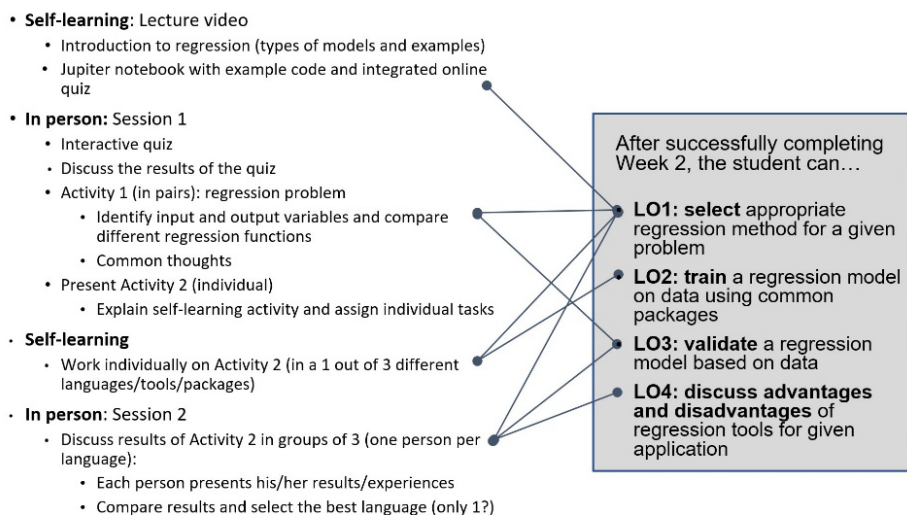 • Self-learning: Lecture video
• Introduction to regression (types of models and examples)
• Jupiter notebook with example code and integrated online
quiz
• In person: Session 1
• Interactive quiz
• Discuss the results of the quiz
• Activity 1 (in pairs): regression problem
• Identify input and output variables and compare
different regression functions
• Common thoughts
• Present Activity 2 (individual)
• Explain self-learning activity and assign individual tasks
• Self-learning
• Work individually on Activity 2 (in a 1 out of 3 different
languages/tools/packages)
• In person: Session 2
• Discuss results of Activity 2 in groups of 3 (one person per
language):
• Each person presents his/her results/experiences
• Compare results and select the best language (only 1?)
After successfully completing
Week 2, the student can…
• LO1: select appropriate
regression method for a given
problem
• LO2: train a regression model
on data using common
packages
• LO3: validate a regression
model based on data
• LO4: discuss advantages
and disadvantages of
regression tools for given
application